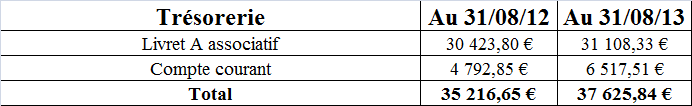 Trésorerie Au 31/08/12 Au 31/08/13
Livret A associatif 30 423,80 € 31 108,33 €
Compte courant 4 792,85 € 6 517,51 €
Total 35 216,65 € 37 625,84 €